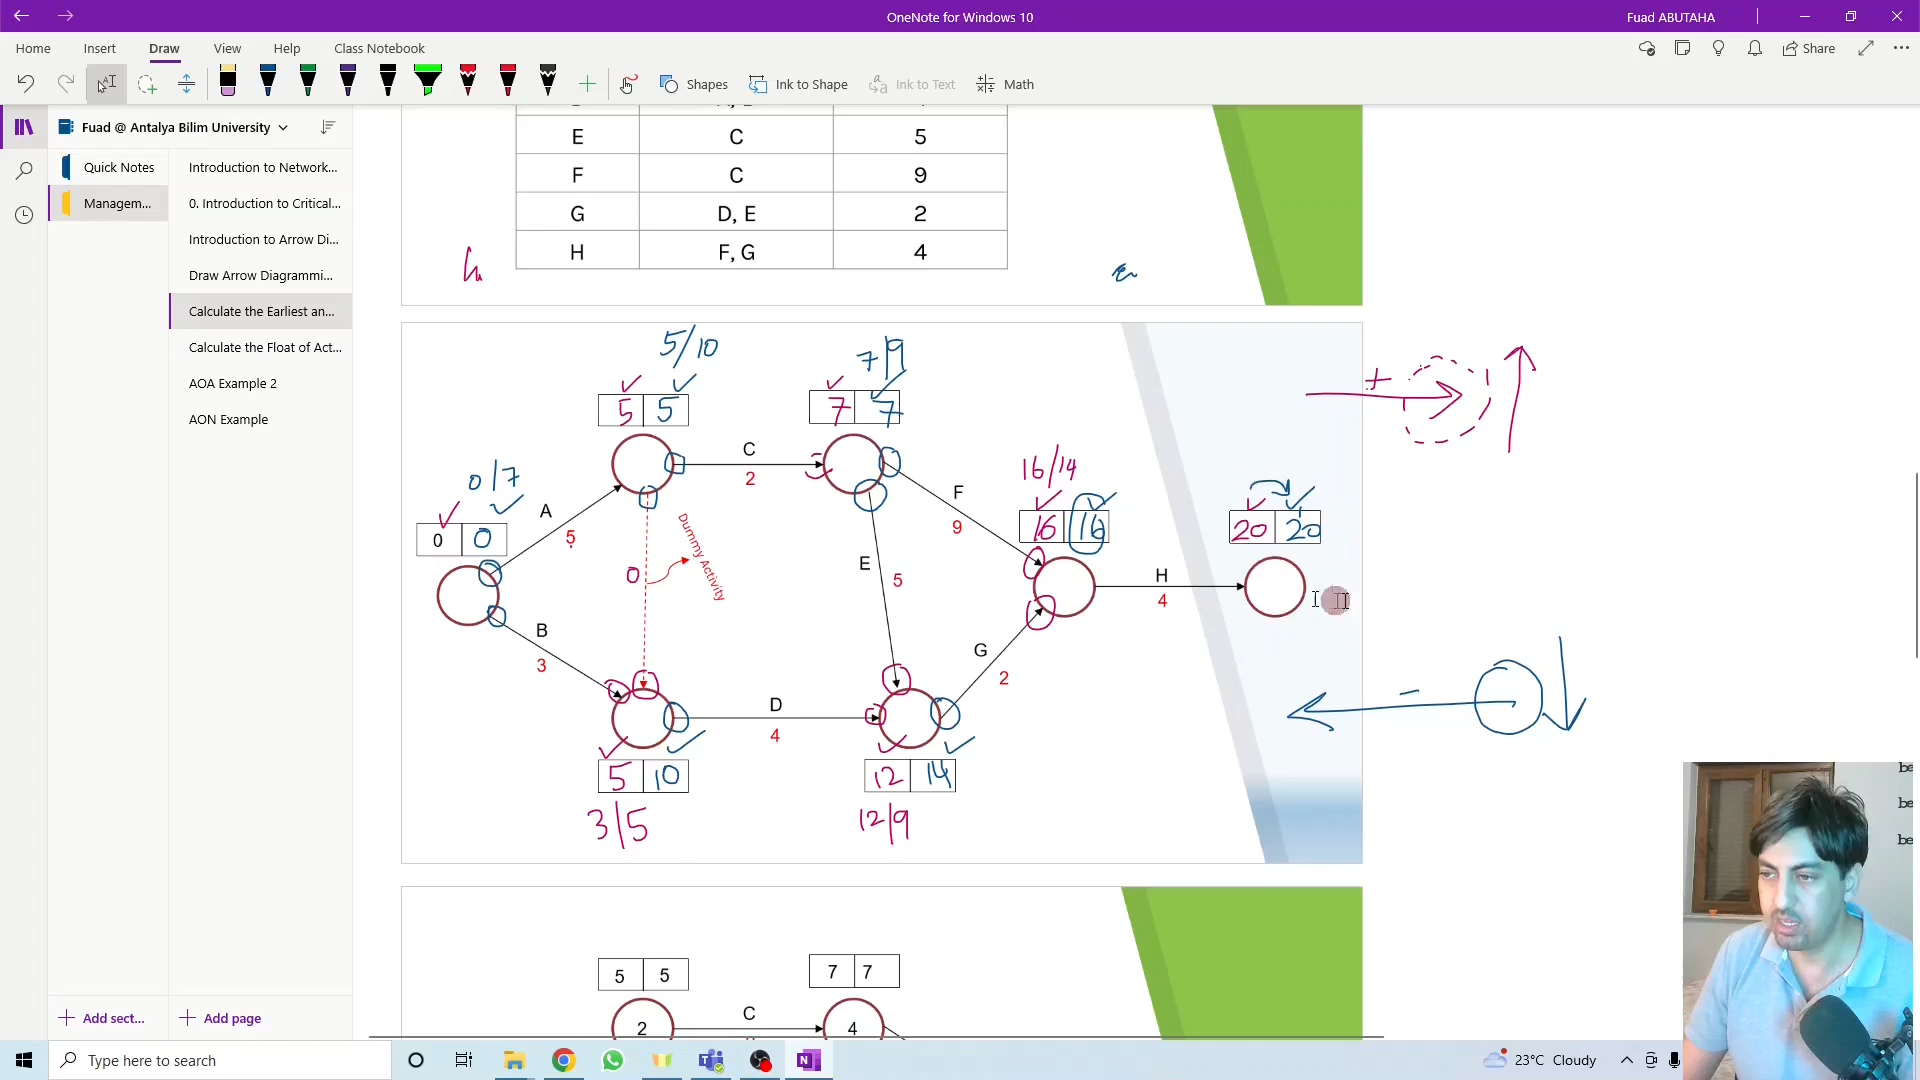 OneNote for Windows 10
Fuad ABUTAHA
Home Insert Draw View Help Class Notebook
Share
Shapes Ink to Shape Ink to Text Math
Fuad @ Antalya Bilim University
Quick Notes
Managem...
Introduction to Network...
0. Introduction to Critical...
Introduction to Arrow Di...
Draw Arrow Diagrammi...
Calculate the Earliest an...
Calculate the Float of Act...
AOA Example 2
AON Example
E C 5
F C 9
G D, E 2
H F, G 4
5/10
7/9
5 5
7 7
0/7
0 0
A
5
C
2
B
3
0
Dummy Activity
E
5
F
9
16/14
16 16
20 20
H
4
G
2
D
4
5 10
3/5
12 14
12/9
+
-
5 5
7 7
2
C
4
be
be
be
Add sect...
Add page
Type here to search
23°C Cloudy